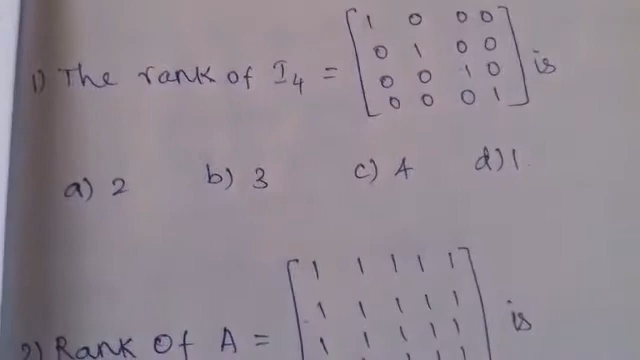 1) The rank of I4 = [1 0 0 0
0 1 0 0
0 0 1 0
0 0 0 1] is
a) 2 b) 3 c) 4 d) 1.
2) Rank Of A = [1 1 1 1 1
1 1 1 1 1
1 1 1 1 1 is